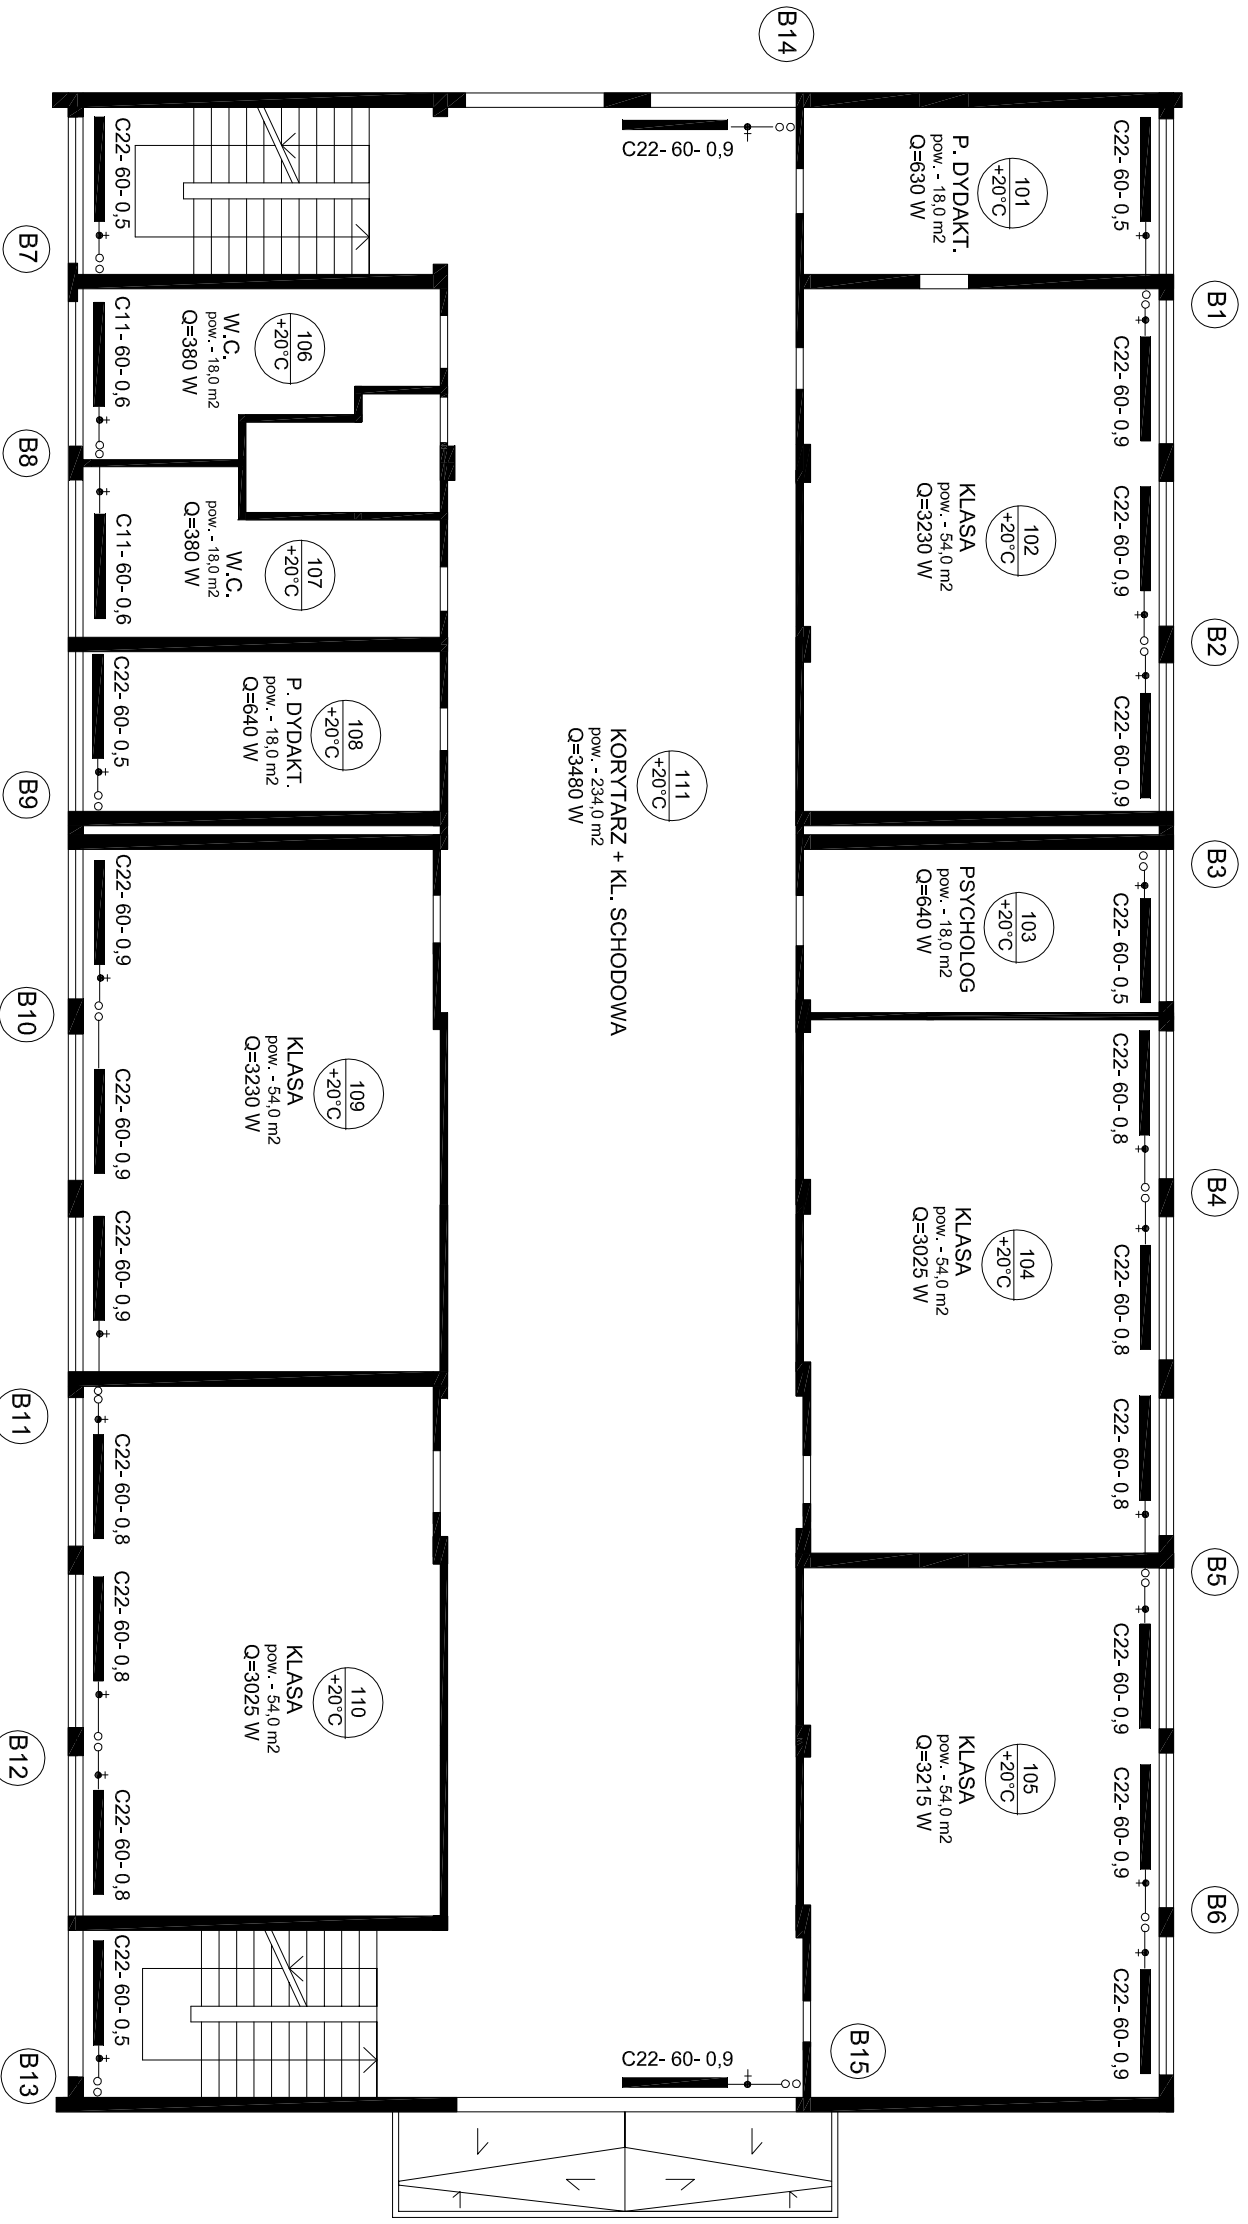 B14
C22- 60- 0,9
101
+20°C
P. DYDAKT.
pow. - 18,0 m2
Q=630 W
C22- 60- 0,5
B1
C22- 60- 0,9
C22- 60- 0,9
C22- 60- 0,9
102
+20°C
KLASA
pow. - 54,0 m2
Q=3230 W
B2
B3
103
+20°C
PSYCHOLOG
pow. - 18,0 m2
Q=640 W
C22- 60- 0,5
C22- 60- 0,8
C22- 60- 0,8
C22- 60- 0,8
104
+20°C
KLASA
pow. - 54,0 m2
Q=3025 W
B4
B5
C22- 60- 0,9
C22- 60- 0,9
C22- 60- 0,9
105
+20°C
KLASA
pow. - 54,0 m2
Q=3215 W
B6
B15
C22- 60- 0,9
111
+20°C
KORYTARZ + KL. SCHODOWA
pow. - 234,0 m2
Q=3480 W
C22- 60- 0,5
B7
106
+20°C
W.C.
pow. - 18,0 m2
Q=380 W
C11- 60- 0,6
B8
107
+20°C
W.C.
pow. - 18,0 m2
Q=380 W
C11- 60- 0,6
108
+20°C
P. DYDAKT.
pow. - 18,0 m2
Q=640 W
C22- 60- 0,5
B9
109
+20°C
KLASA
pow. - 54,0 m2
Q=3230 W
C22- 60- 0,9
C22- 60- 0,9
C22- 60- 0,9
B10
B11
110
+20°C
KLASA
pow. - 54,0 m2
Q=3025 W
C22- 60- 0,8
C22- 60- 0,8
C22- 60- 0,8
B12
C22- 60- 0,5
B13